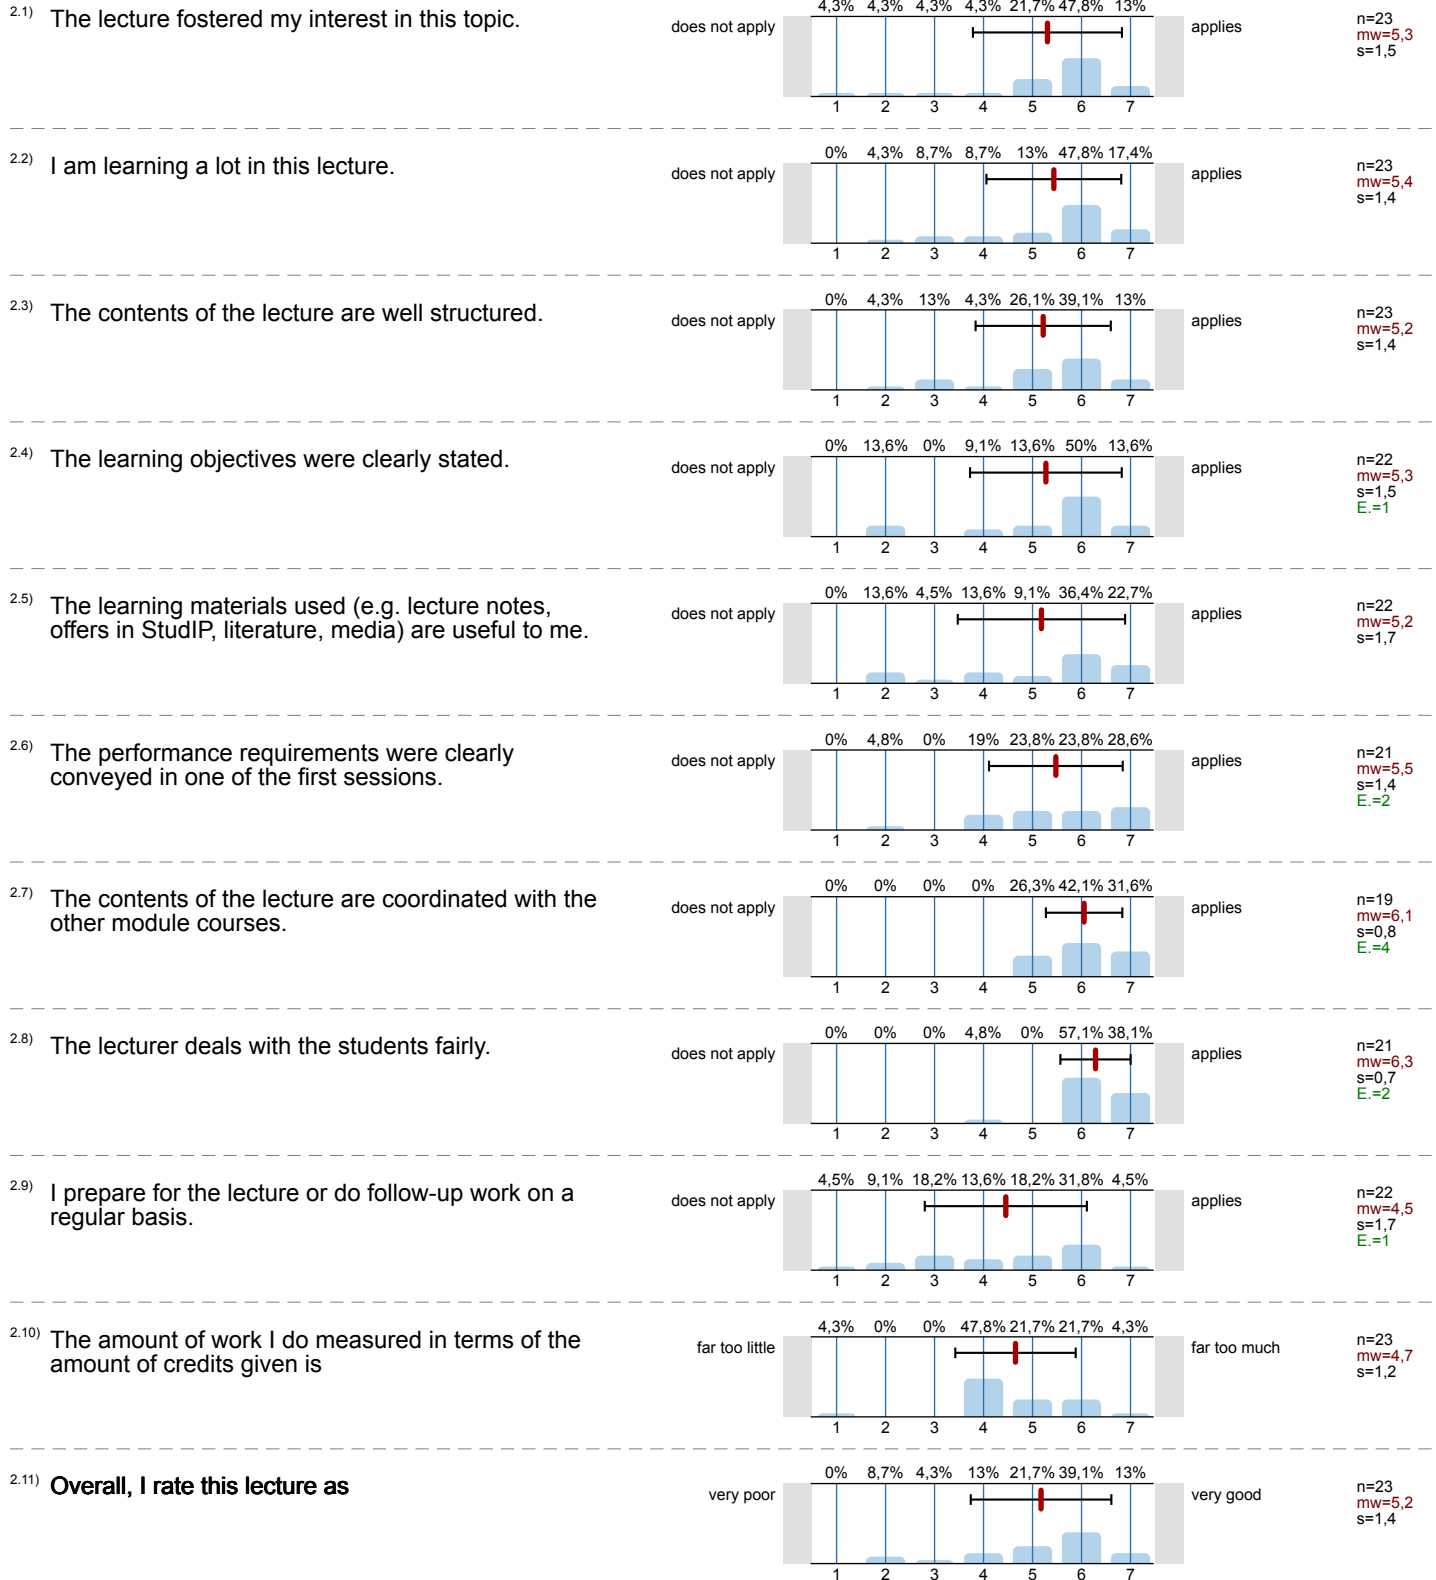 2.1) The lecture fostered my interest in this topic.
4,3% 4,3% 4,3% 4,3% 21,7% 47,8% 13%
does not apply
applies
n=23
mw=5,3
s=1,5
1 2 3 4 5 6 7
2.2) I am learning a lot in this lecture.
0% 4,3% 8,7% 8,7% 13% 47,8% 17,4%
does not apply
applies
n=23
mw=5,4
s=1,4
1 2 3 4 5 6 7
2.3) The contents of the lecture are well structured.
0% 4,3% 13% 4,3% 26,1% 39,1% 13%
does not apply
applies
n=23
mw=5,2
s=1,4
1 2 3 4 5 6 7
2.4) The learning objectives were clearly stated.
0% 13,6% 0% 9,1% 13,6% 50% 13,6%
does not apply
applies
n=22
mw=5,3
s=1,5
E.=1
1 2 3 4 5 6 7
2.5) The learning materials used (e.g. lecture notes,
offers in StudIP, literature, media) are useful to me.
0% 13,6% 4,5% 13,6% 9,1% 36,4% 22,7%
does not apply
applies
n=22
mw=5,2
s=1,7
1 2 3 4 5 6 7
2.6) The performance requirements were clearly
conveyed in one of the first sessions.
0% 4,8% 0% 19% 23,8% 23,8% 28,6%
does not apply
applies
n=21
mw=5,5
s=1,4
E.=2
1 2 3 4 5 6 7
2.7) The contents of the lecture are coordinated with the
other module courses.
0% 0% 0% 0% 26,3% 42,1% 31,6%
does not apply
applies
n=19
mw=6,1
s=0,8
E.=4
1 2 3 4 5 6 7
2.8) The lecturer deals with the students fairly.
0% 0% 0% 4,8% 0% 57,1% 38,1%
does not apply
applies
n=21
mw=6,3
s=0,7
E.=2
1 2 3 4 5 6 7
2.9) I prepare for the lecture or do follow-up work on a
regular basis.
4,5% 9,1% 18,2% 13,6% 18,2% 31,8% 4,5%
does not apply
applies
n=22
mw=4,5
s=1,7
E.=1
1 2 3 4 5 6 7
2.10) The amount of work I do measured in terms of the
amount of credits given is
4,3% 0% 0% 47,8% 21,7% 21,7% 4,3%
far too little
far too much
n=23
mw=4,7
s=1,2
1 2 3 4 5 6 7
2.11) Overall, I rate this lecture as
0% 8,7% 4,3% 13% 21,7% 39,1% 13%
very poor
very good
n=23
mw=5,2
s=1,4
1 2 3 4 5 6 7